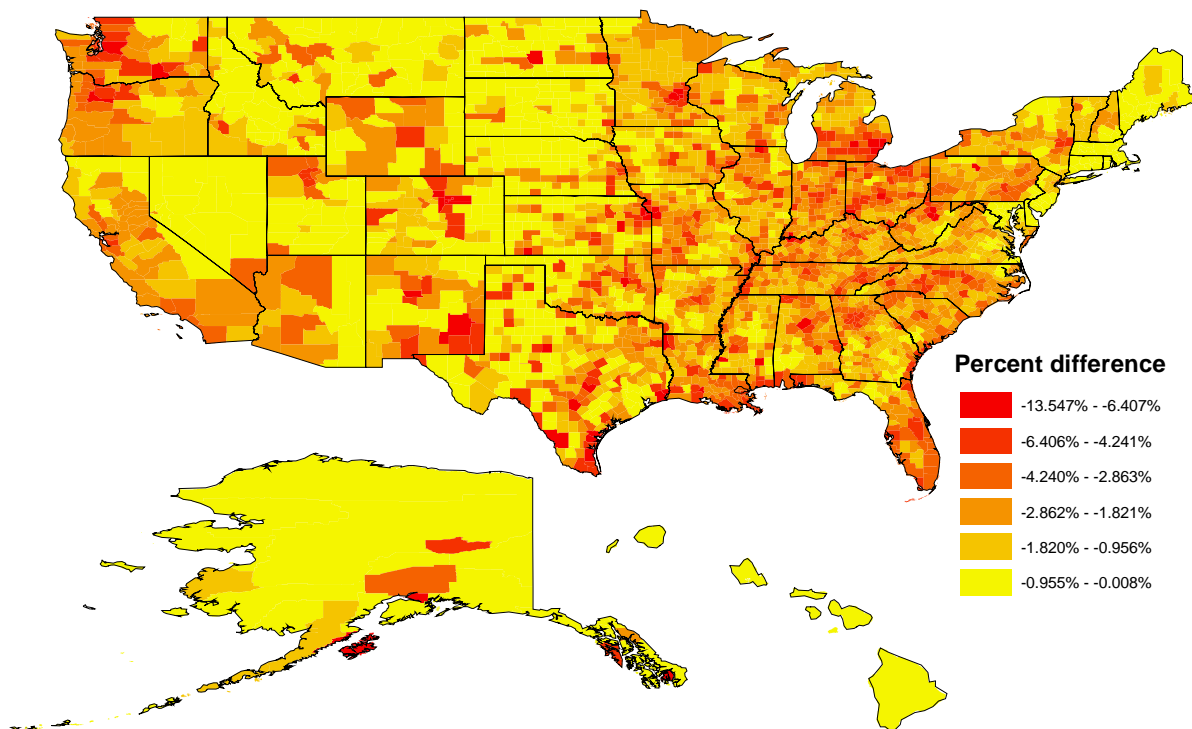 Percent difference
-13.547% - -6.407%
-6.406% - -4.241%
-4.240% - -2.863%
-2.862% - -1.821%
-1.820% - -0.956%
-0.955% - -0.008%